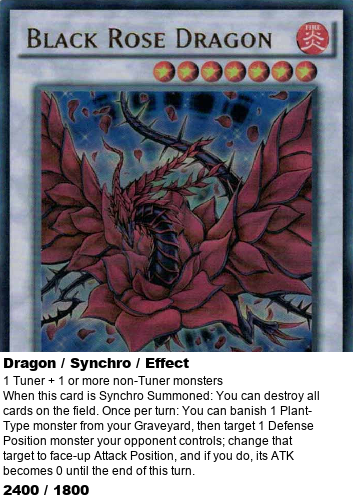 BLACK ROSE DRAGON
FIRE
炎
Dragon / Synchro / Effect
1 Tuner + 1 or more non-Tuner monsters
When this card is Synchro Summoned: You can destroy all
cards on the field. Once per turn: You can banish 1 Plant-
Type monster from your Graveyard, then target 1 Defense
Position monster your opponent controls; change that
target to face-up Attack Position, and if you do, its ATK
becomes 0 until the end of this turn.
2400 / 1800